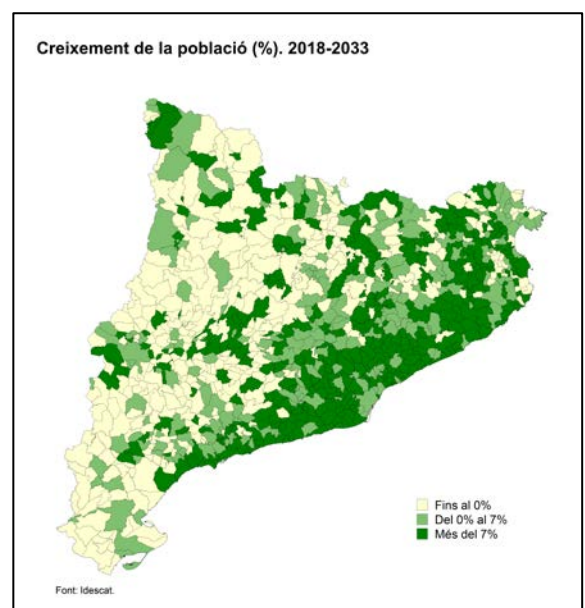 Creixement de la població (%). 2018-2033
Fins al 0%
Del 0% al 7%
Més del 7%
Font: Idescat.